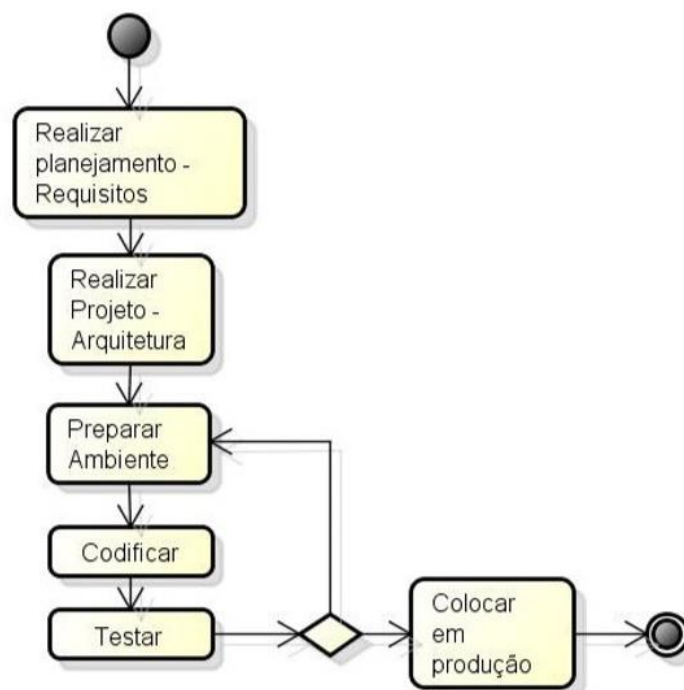 Realizar
planejamento -
Requisitos
Realizar
Projeto -
Arquitetura
Preparar
Ambiente
Codificar
Testar
Colocar
em
produção